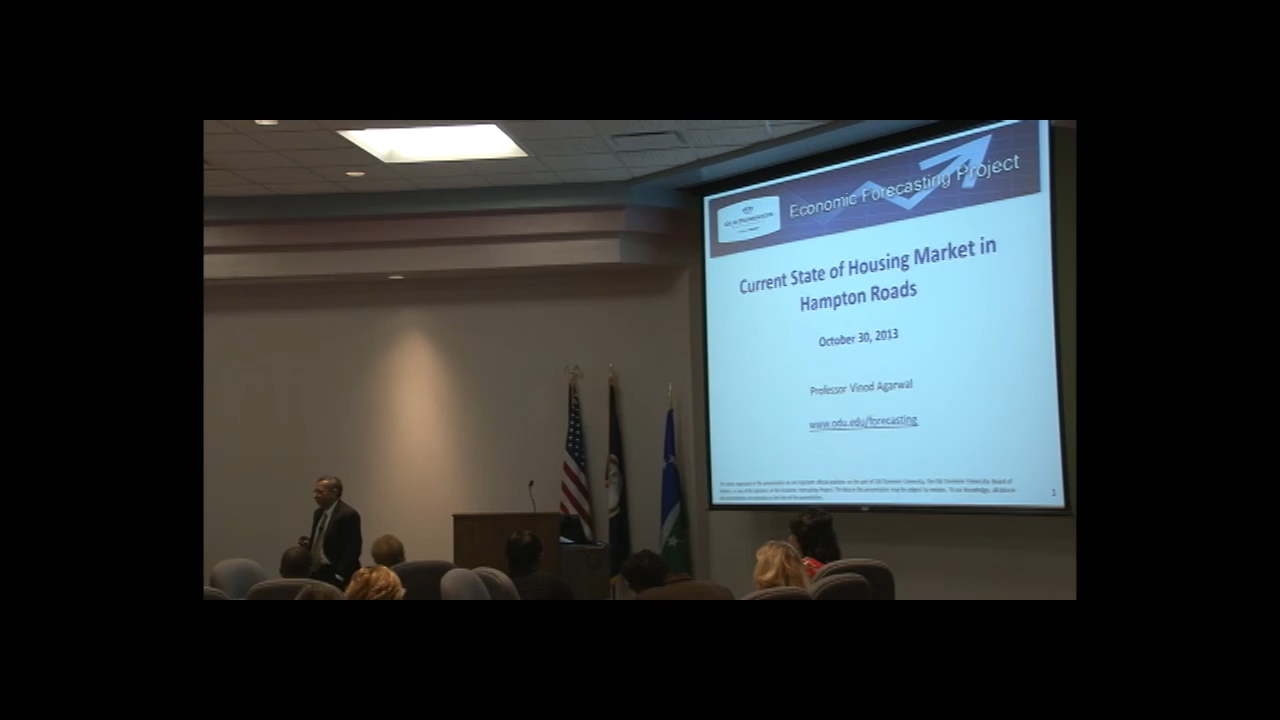 Economic Forecasting Project
Current State of Housing Market in
Hampton Roads
October 30, 2013
Professor Vinod Agarwal
www.odu.edu/forecasting
1